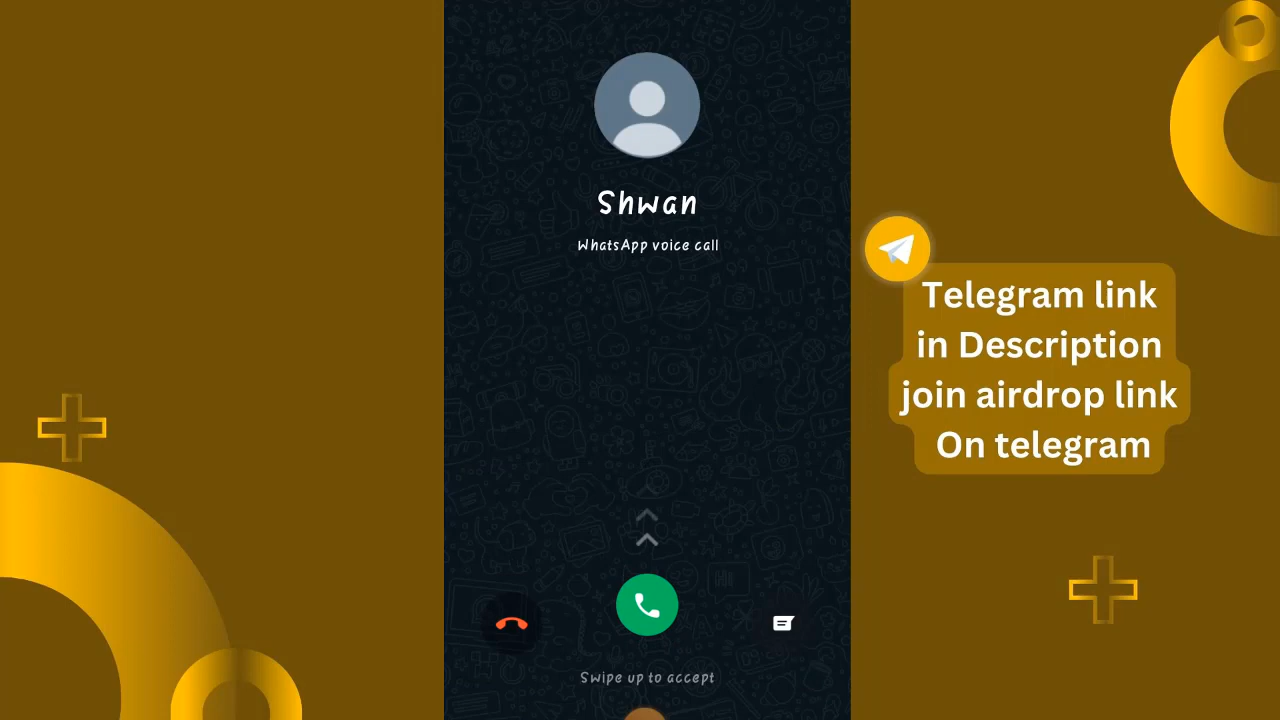 Shwan
WhatsApp voice call
Swipe up to accept
Telegram link
in Description
join airdrop link
On telegram